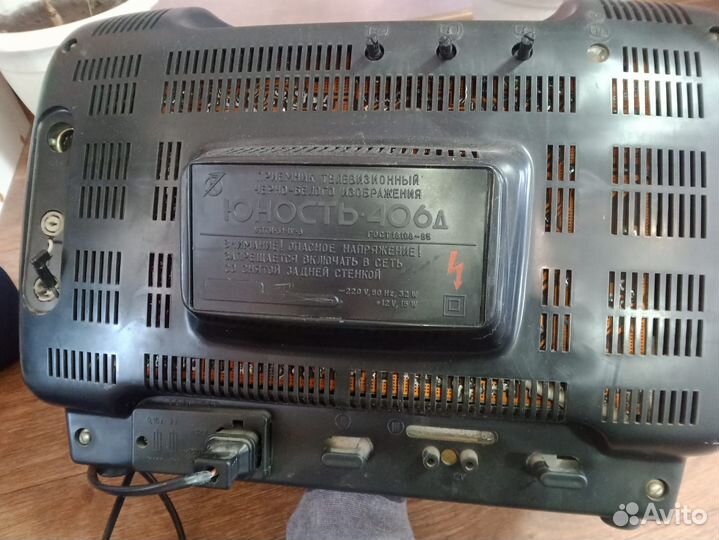 ПРИЕМНИК ТЕЛЕВИЗИОННЫЙ
ЧЕРНО-БЕЛОГО ИЗОБРАЖЕНИЯ
ЮНОСТЬ-406Д
ГОСТ 18198-85
ВНИМАНИЕ! ОПАСНОЕ НАПРЯЖЕНИЕ!
ЗАПРЕЩАЕТСЯ ВКЛЮЧАТЬ В СЕТЬ
СО СНЯТОЙ ЗАДНЕЙ СТЕНКОЙ
~220 V, 50 Hz, 32 W
+12 V, 18 W
Avito